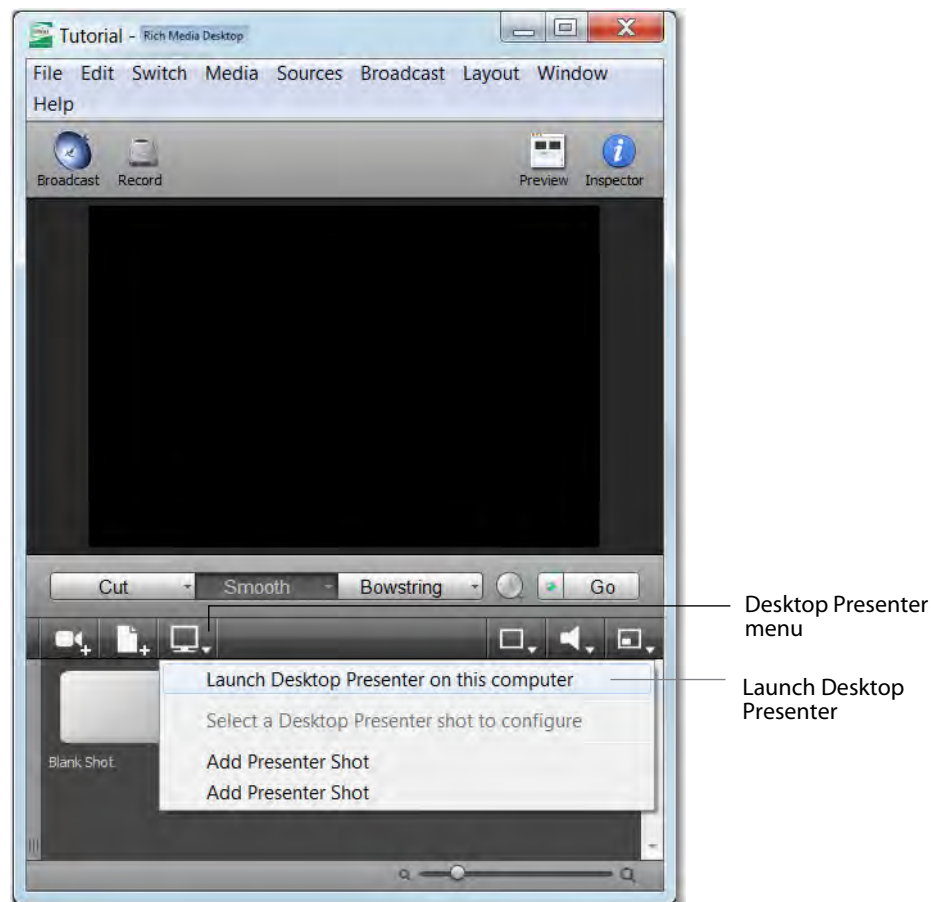 Tutorial - Rich Media Desktop
File Edit Switch Media Sources Broadcast Layout Window
Help
Broadcast Record Preview Inspector
Cut Smooth Bowstring Go
Desktop Presenter
menu
Launch Desktop Presenter on this computer
Launch Desktop
Presenter
Select a Desktop Presenter shot to configure
Blank Shot
Add Presenter Shot
Add Presenter Shot